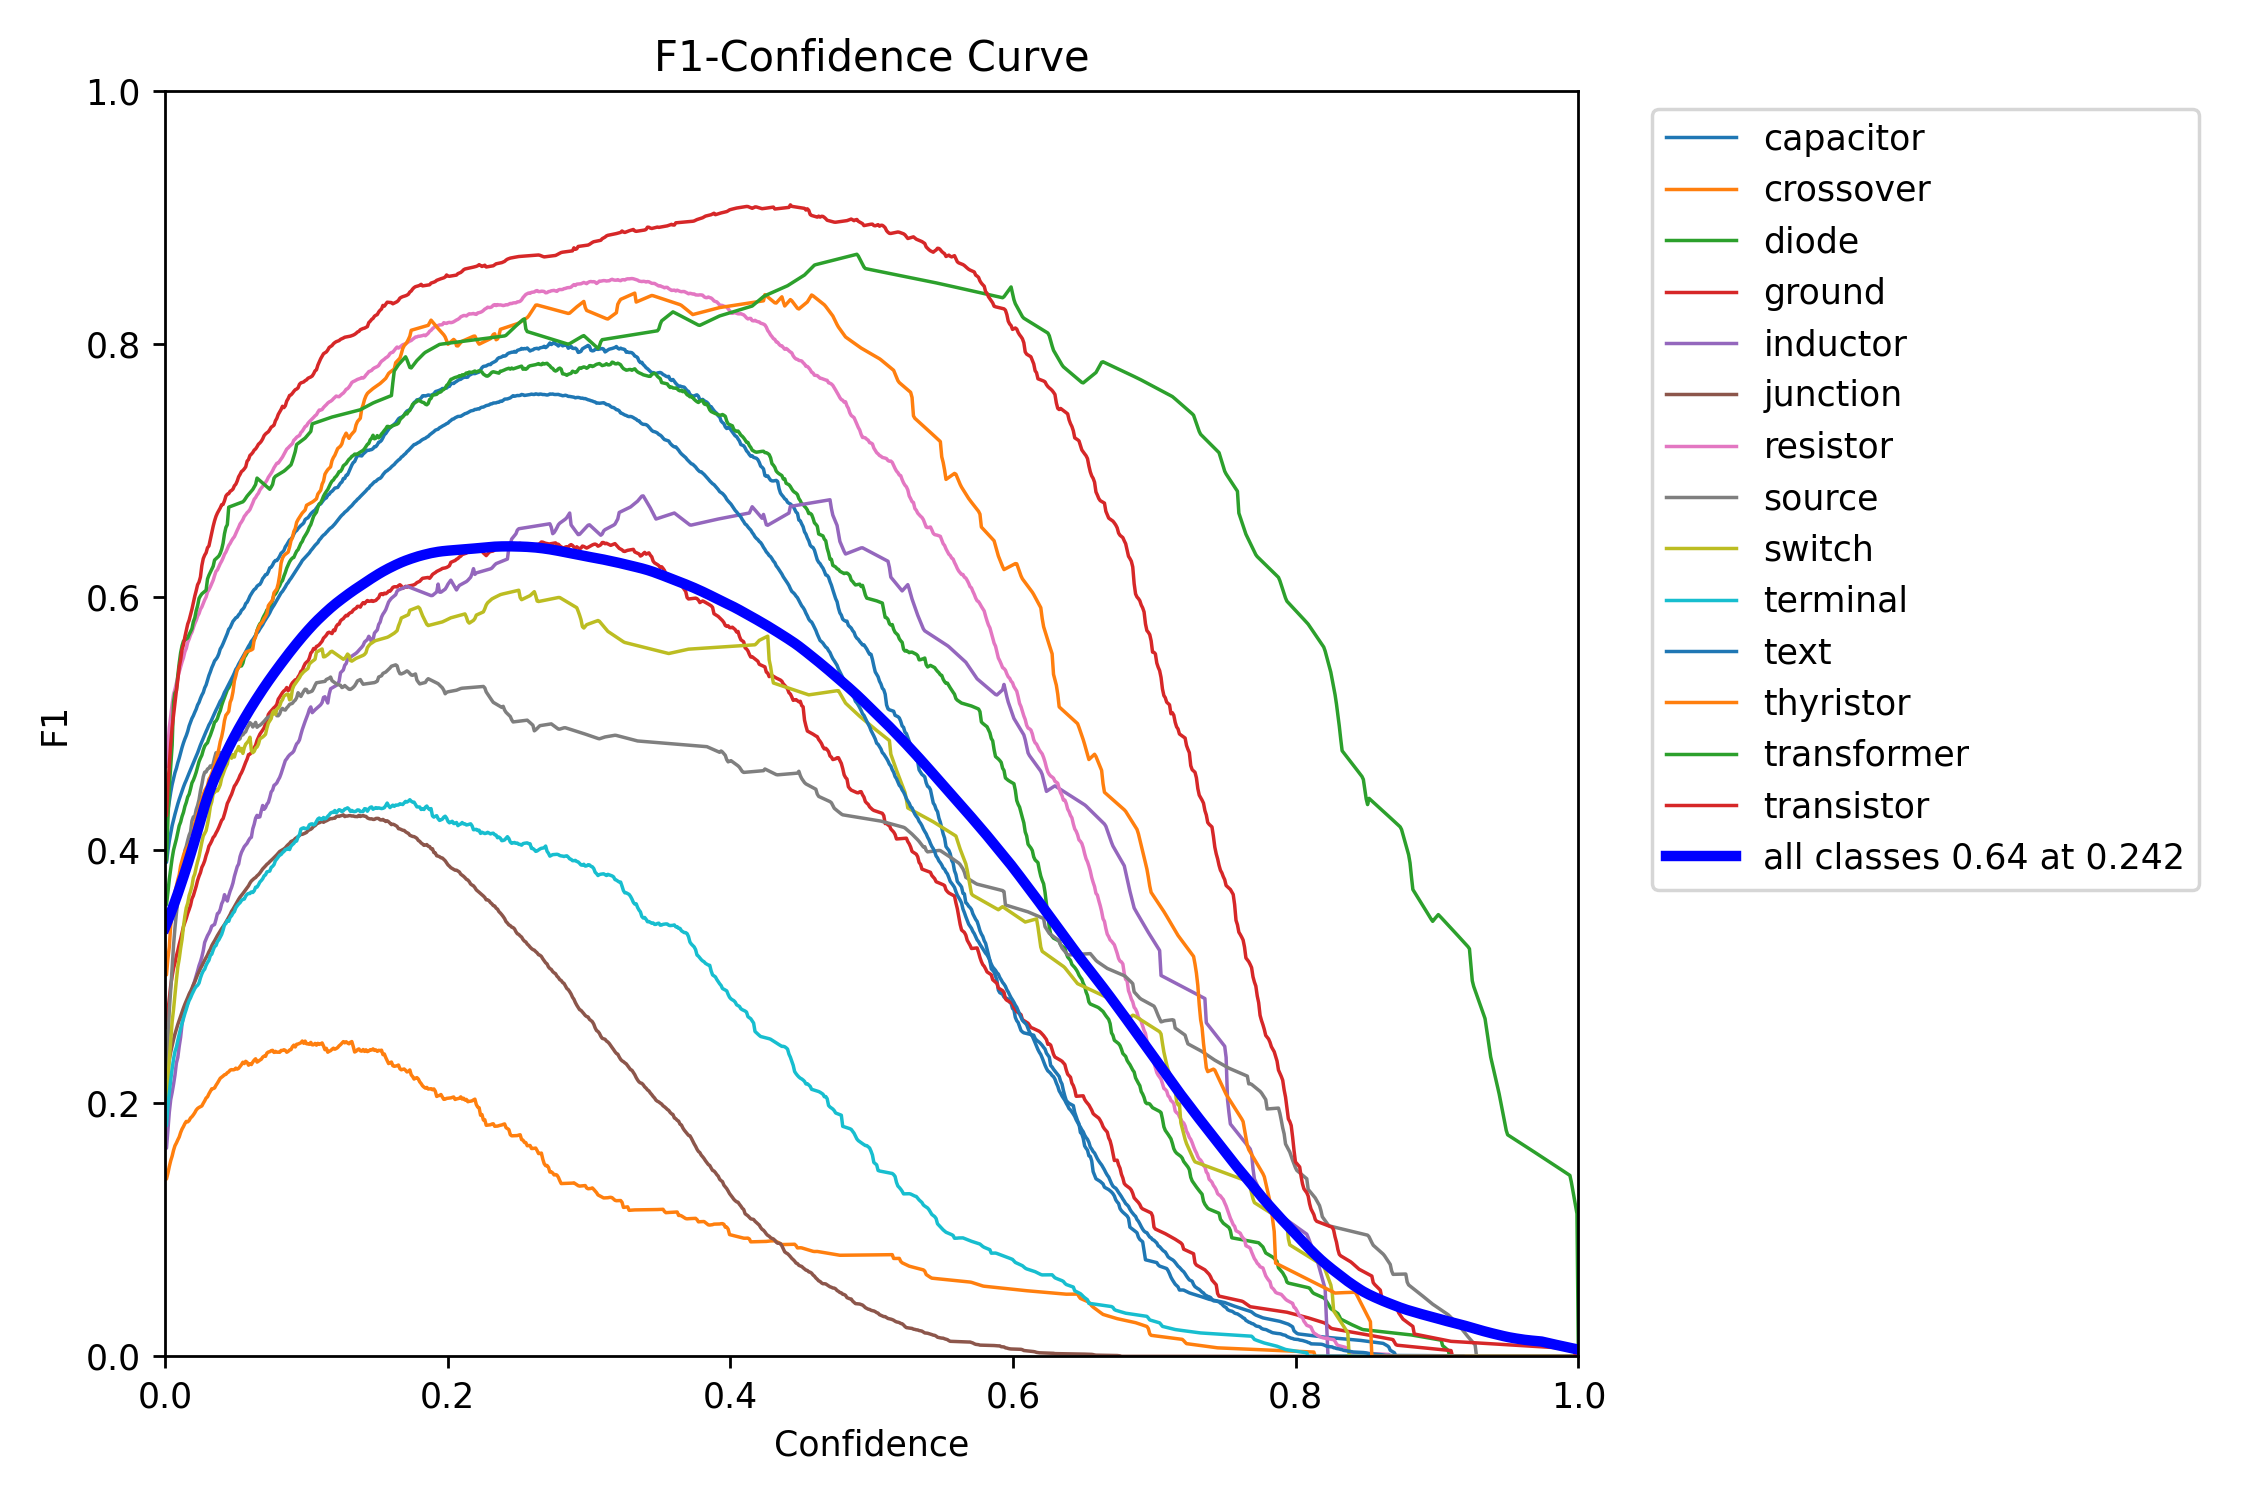 F1-Confidence Curve
1.0
0.8
0.6
0.4
0.2
0.0
F1
0.0 0.2 0.4 0.6 0.8 1.0
Confidence
capacitor
crossover
diode
ground
inductor
junction
resistor
source
switch
terminal
text
thyristor
transformer
transistor
all classes 0.64 at 0.242